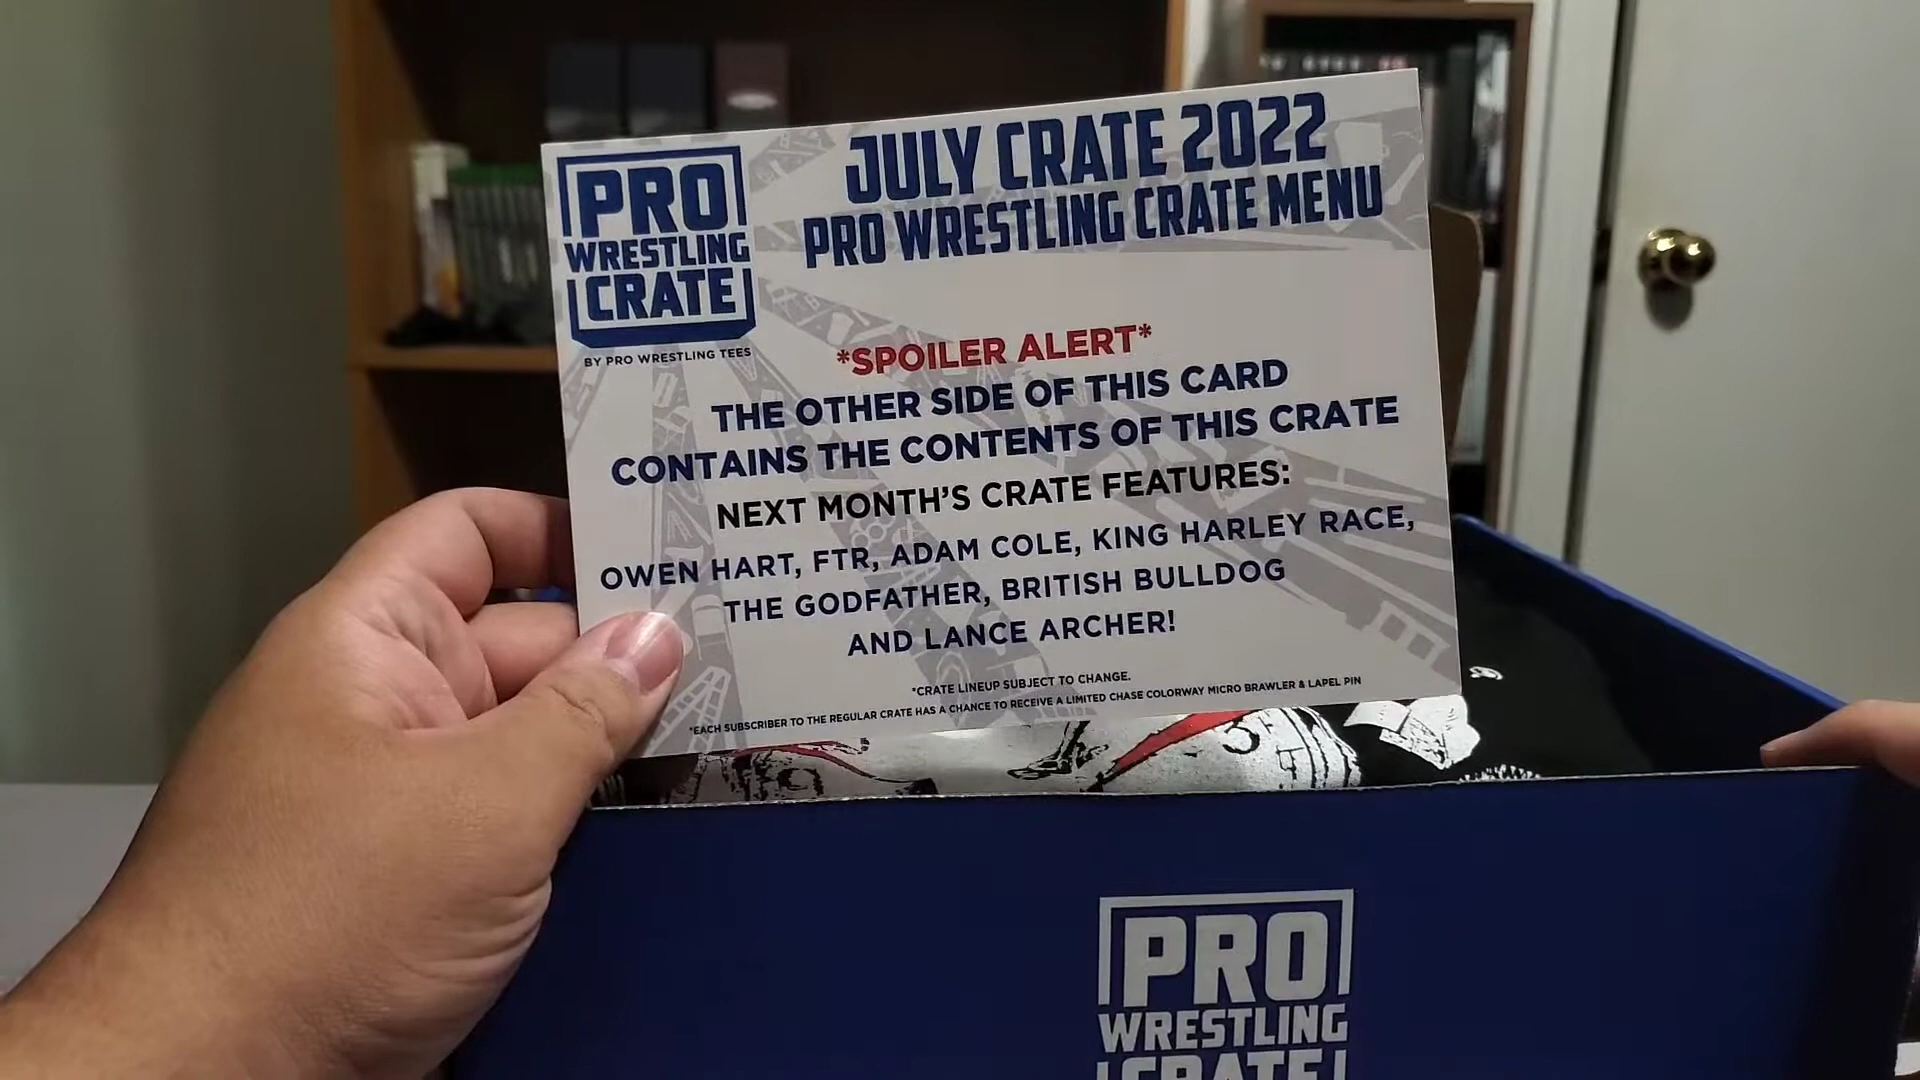 PRO
WRESTLING
CRATE
BY PRO WRESTLING TEES
JULY CRATE 2022
PRO WRESTLING CRATE MENU
*SPOILER ALERT*
THE OTHER SIDE OF THIS CARD
CONTAINS THE CONTENTS OF THIS CRATE
NEXT MONTH'S CRATE FEATURES:
OWEN HART, FTR, ADAM COLE, KING HARLEY RACE,
THE GODFATHER, BRITISH BULLDOG
AND LANCE ARCHER!
*CRATE LINEUP SUBJECT TO CHANGE.
*EACH SUBSCRIBER TO THE REGULAR CRATE HAS A CHANCE TO RECEIVE A LIMITED CHASE COLORWAY MICRO BRAWLER & LAPEL PIN
PRO
WRESTLING
CRATE